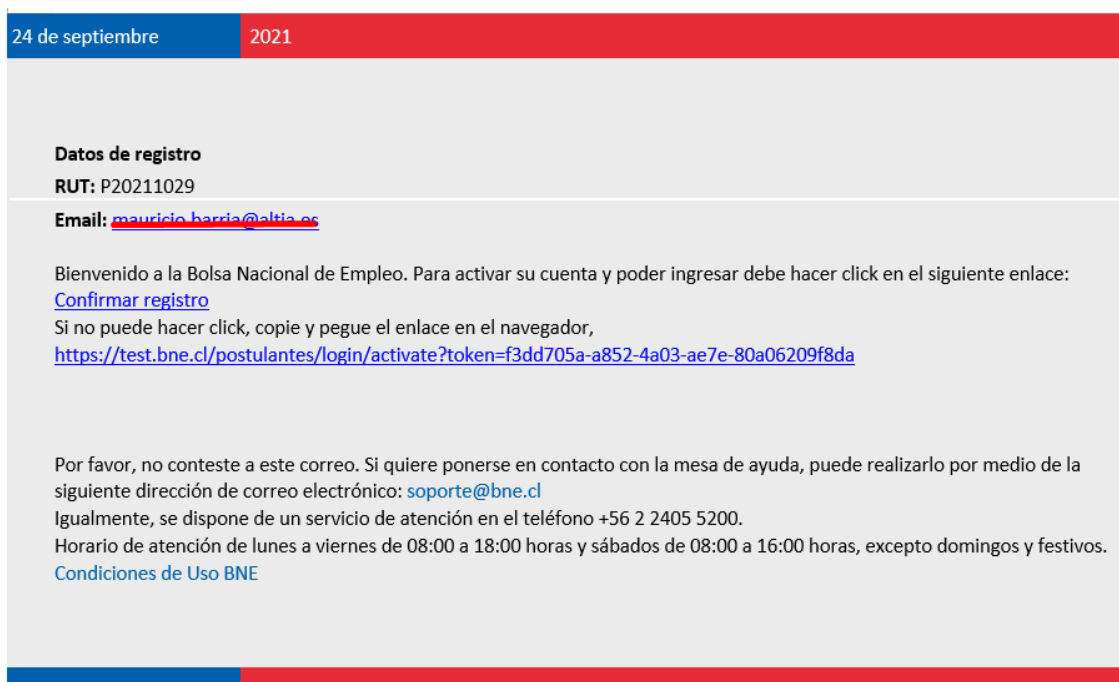 24 de septiembre 2021
Datos de registro
RUT: P20211029
Email:
Bienvenido a la Bolsa Nacional de Empleo. Para activar su cuenta y poder ingresar debe hacer click en el siguiente enlace:
Confirmar registro
Si no puede hacer click, copie y pegue el enlace en el navegador,
https://test.bne.cl/postulantes/login/activate?token=f3dd705a-a852-4a03-ae7e-80a06209f8da
Por favor, no conteste a este correo. Si quiere ponerse en contacto con la mesa de ayuda, puede realizarlo por medio de la
siguiente dirección de correo electrónico: soporte@bne.cl
Igualmente, se dispone de un servicio de atención en el teléfono +56 2 2405 5200.
Horario de atención de lunes a viernes de 08:00 a 18:00 horas y sábados de 08:00 a 16:00 horas, excepto domingos y festivos.
Condiciones de Uso BNE